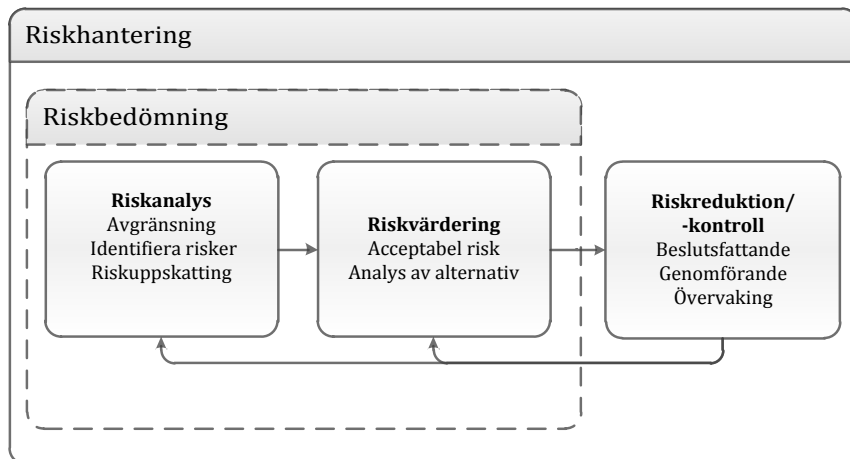 Riskhantering
Riskbedömning
Riskanalys
Avgränsning
Identifiera risker
Riskuppskatting
Riskvärdering
Acceptabel risk
Analys av alternativ
Riskreduktion/
-kontroll
Beslutsfattande
Genomförande
Övervaking